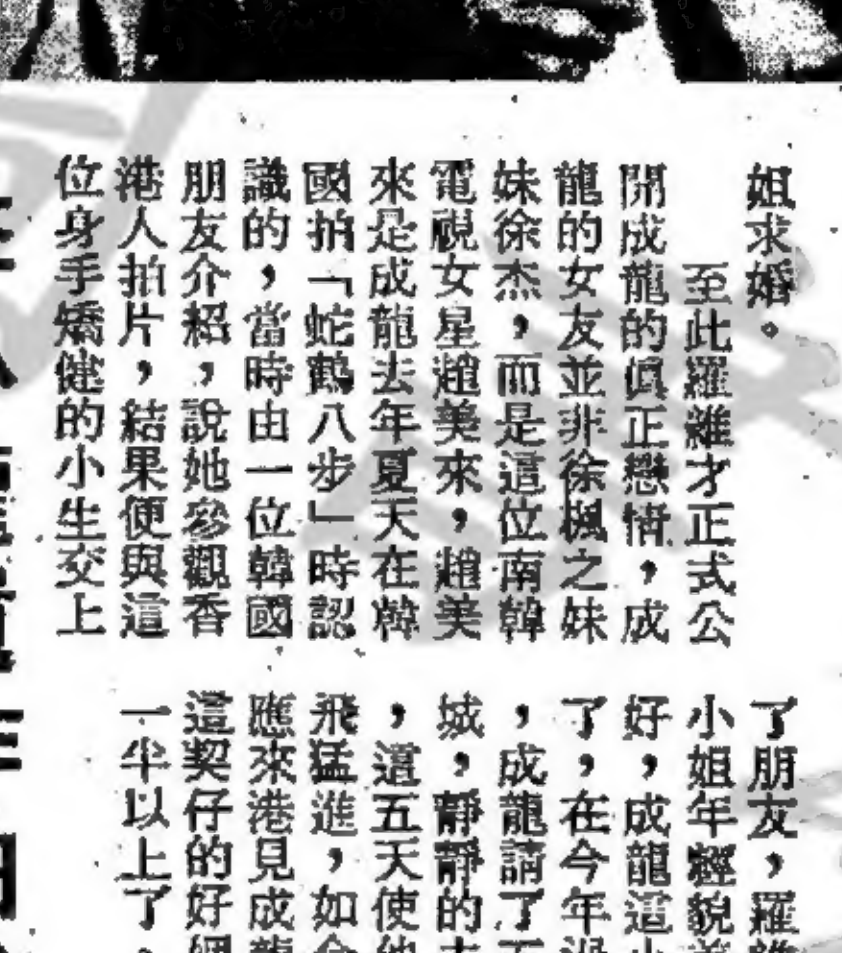 姐求婚。
至此羅維才正式公
開成龍的眞正戀情，成
龍的女友並非徐楓之妹
妹徐杰，而是這位南韓
電視女星趙美來，趙美
來是成龍去年夏天在韓
國拍「蛇鶴八步」時認
識的，當時由一位韓國
朋友介紹，說她參觀香
港人拍片，結果便與這
位身手矯健的小生交上
了朋友，羅維
小姐年輕貌美
好，成龍這小
了，在今年
，成龍請了五
城，靜靜的
，這五天使他
飛猛進，如今
應來港見成龍
這契仔的好
一半以上了，